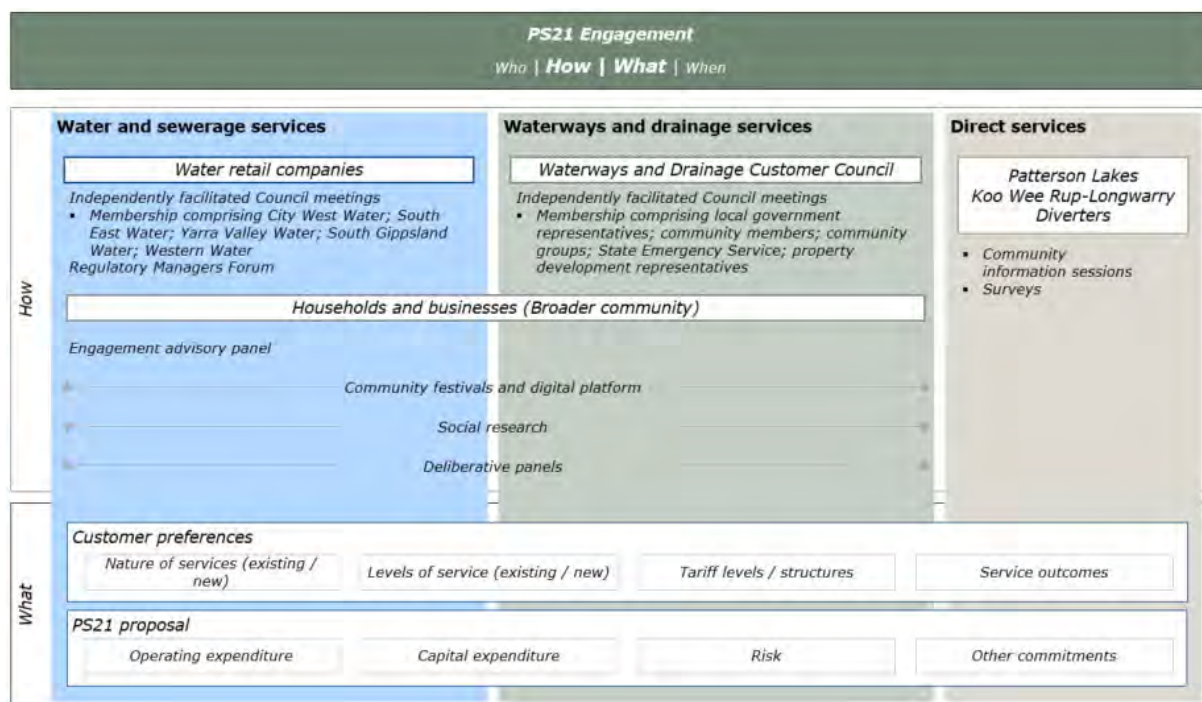 PS21 Engagement
Who | How | What | When
How
Water and sewerage services
Water retail companies
Independently facilitated Council meetings
▪ Membership comprising City West Water; South
East Water; Yarra Valley Water; South Gippsland
Water; Western Water
Regulatory Managers Forum
Waterways and drainage services
Waterways and Drainage Customer Council
Independently facilitated Council meetings
▪ Membership comprising local government
representatives; community members; community
groups; State Emergency Service; property
development representatives
Direct services
Patterson Lakes
Koo Wee Rup-Longwarry
Diverters
▪ Community
information sessions
▪ Surveys
Households and businesses (Broader community)
Engagement advisory panel
Community festivals and digital platform
Social research
Deliberative panels
What
Customer preferences
Nature of services (existing /
new)
Levels of service (existing / new)
Tariff levels / structures
Service outcomes
PS21 proposal
Operating expenditure
Capital expenditure
Risk
Other commitments